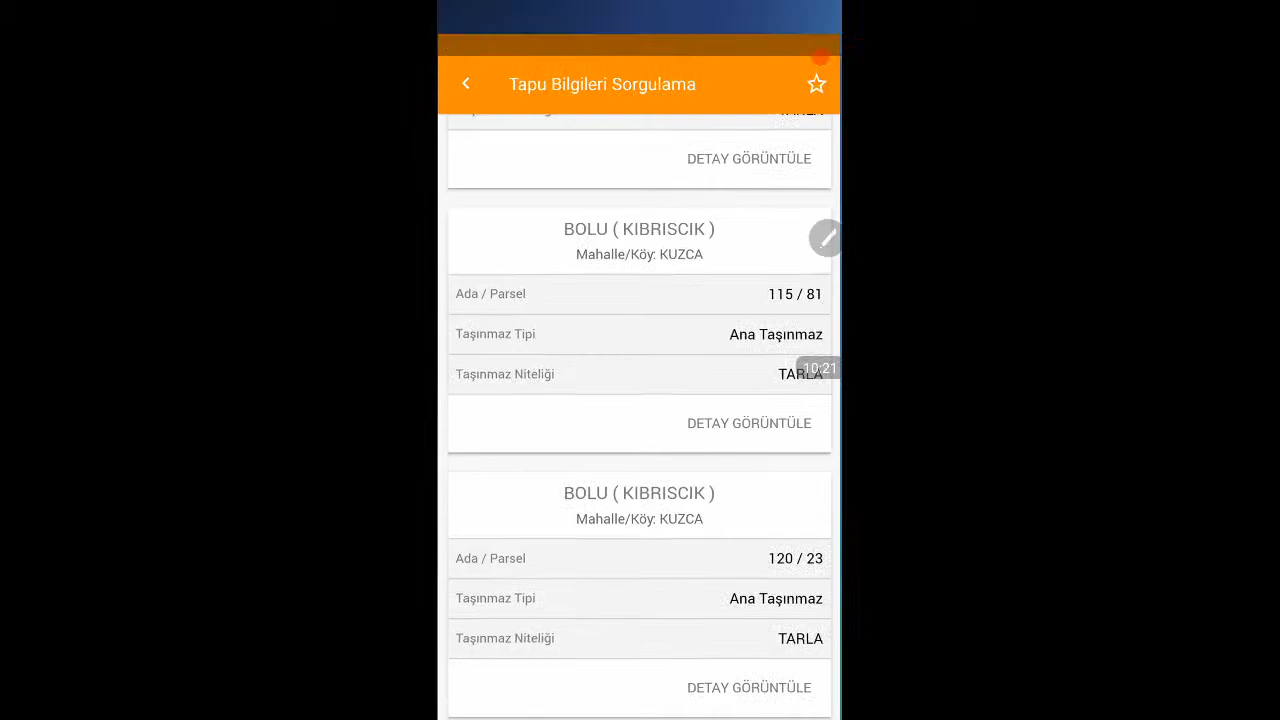 Tapu Bilgileri Sorgulama
DETAY GÖRÜNTÜLE
BOLU ( KIBRISCIK )
Mahalle/Köy: KUZCA
Ada / Parsel 115 / 81
Taşınmaz Tipi Ana Taşınmaz
10:21
Taşınmaz Niteliği TARLA
DETAY GÖRÜNTÜLE
BOLU ( KIBRISCIK )
Mahalle/Köy: KUZCA
Ada / Parsel 120 / 23
Taşınmaz Tipi Ana Taşınmaz
Taşınmaz Niteliği TARLA
DETAY GÖRÜNTÜLE